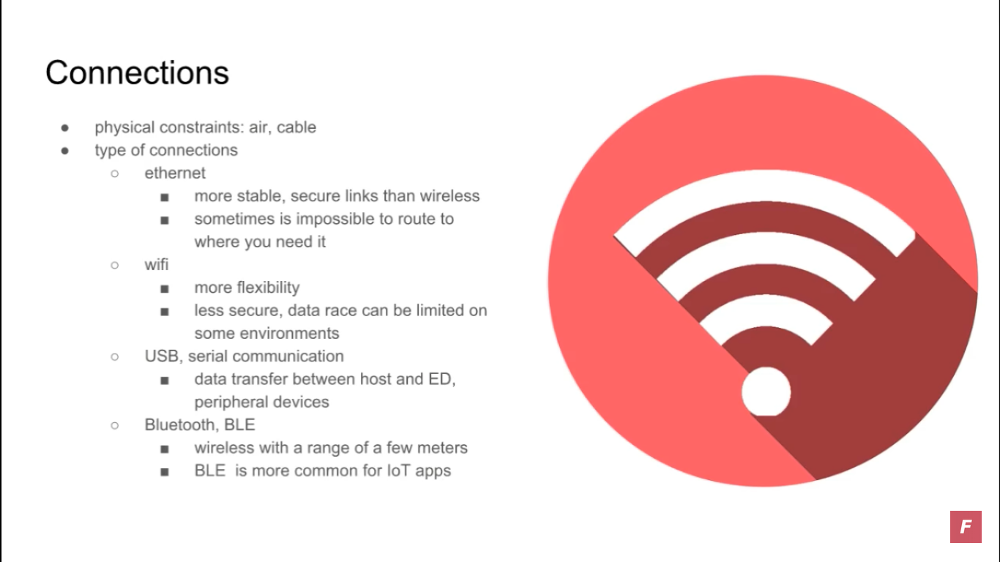 Connections
● physical constraints: air, cable
● type of connections
○ ethernet
■ more stable, secure links than wireless
■ sometimes is impossible to route to
where you need it
○ wifi
■ more flexibility
■ less secure, data race can be limited on
some environments
○ USB, serial communication
■ data transfer between host and ED,
peripheral devices
○ Bluetooth, BLE
■ wireless with a range of a few meters
■ BLE  is more common for IoT apps
F